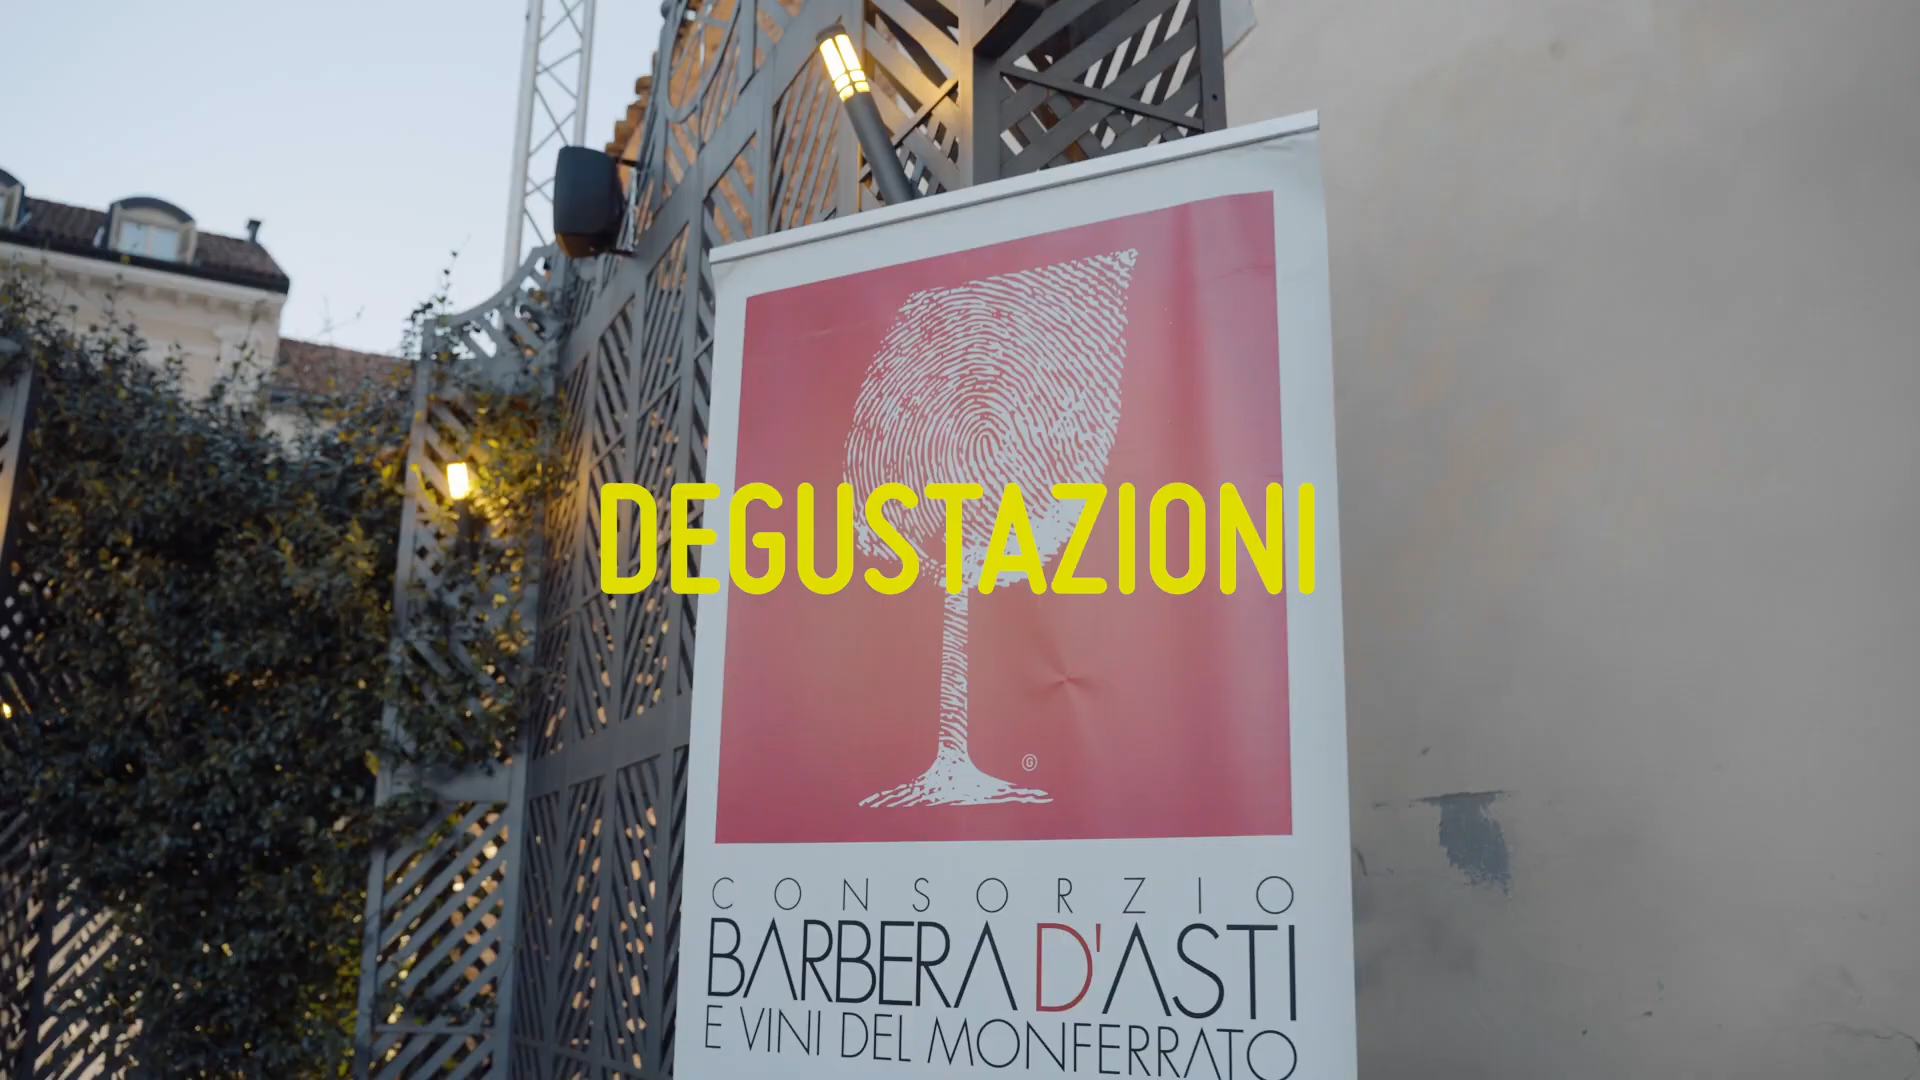 DEGUSTAZIONI
G
CONSORZIO
BARBERA D'ASTI
E VINI DEL MONFERRATO